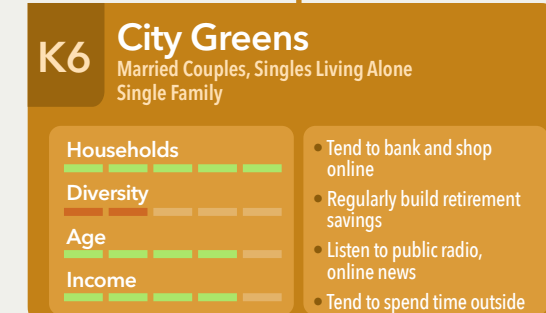 K6
City Greens
Married Couples, Singles Living Alone
Single Family
Households
Diversity
Age
Income
• Tend to bank and shop
online
• Regularly build retirement
savings
• Listen to public radio,
online news
• Tend to spend time outside